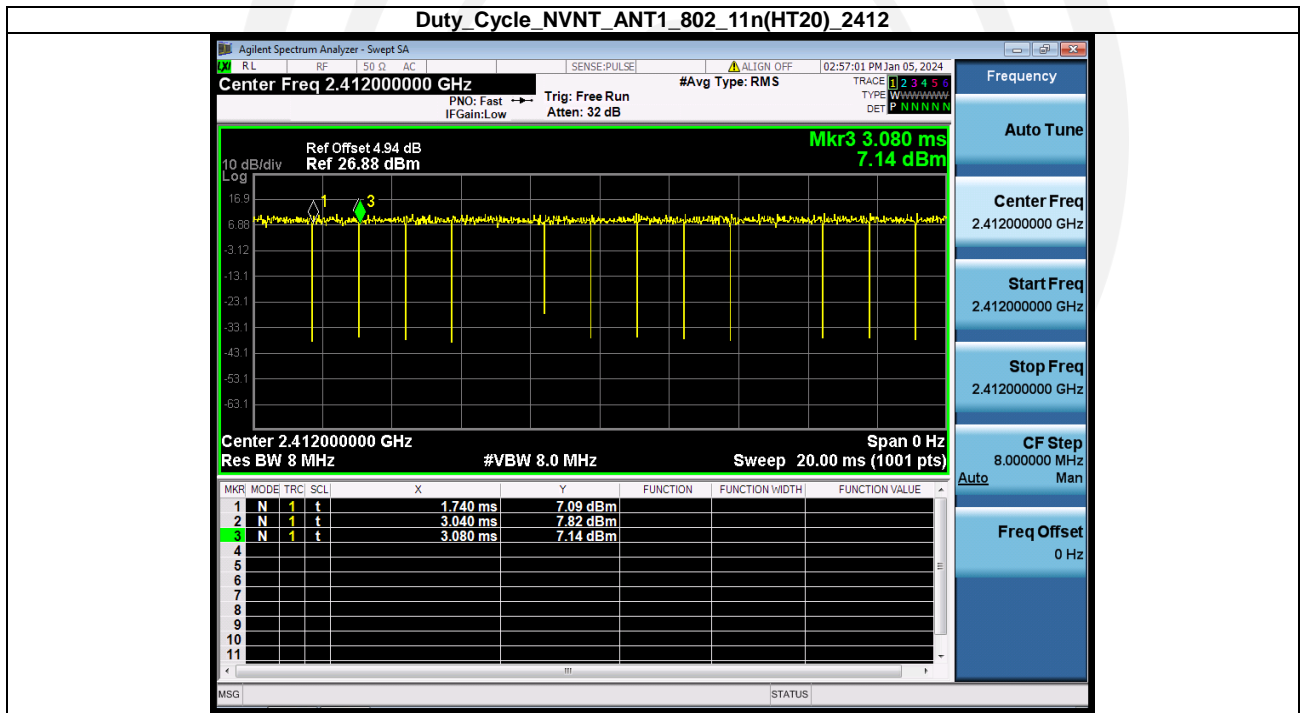 Duty_Cycle_NVNT_ANT1_802_11n(HT20)_2412
Agilent Spectrum Analyzer - Swept SA
LXI RL RF 50 Ω AC SENSE:PULSE ALIGN OFF 02:57:01 PM Jan 05, 2024
Center Freq 2.412000000 GHz
PNO: Fast
IFGain:Low
Trig: Free Run
Atten: 32 dB
#Avg Type: RMS
TRACE 1 2 3 4 5 6
TYPE WWWWWW
DET P N N N N N
Mkr3 3.080 ms
7.14 dBm
Ref Offset 4.94 dB
10 dB/div Ref 26.88 dBm
Log
1
3
16.9
6.88
-3.12
-13.1
-23.1
-33.1
-43.1
-53.1
-63.1
Center 2.412000000 GHz Span 0 Hz
Res BW 8 MHz #VBW 8.0 MHz Sweep 20.00 ms (1001 pts)
MKR MODE TRC SCL X Y FUNCTION FUNCTION WIDTH FUNCTION VALUE
1 N 1 t 1.740 ms 7.09 dBm
2 N 1 t 3.040 ms 7.82 dBm
3 N 1 t 3.080 ms 7.14 dBm
4
5
6
7
8
9
10
11
MSG STATUS
Frequency
Auto Tune
Center Freq
2.412000000 GHz
Start Freq
2.412000000 GHz
Stop Freq
2.412000000 GHz
CF Step
8.000000 MHz
Auto Man
Freq Offset
0 Hz